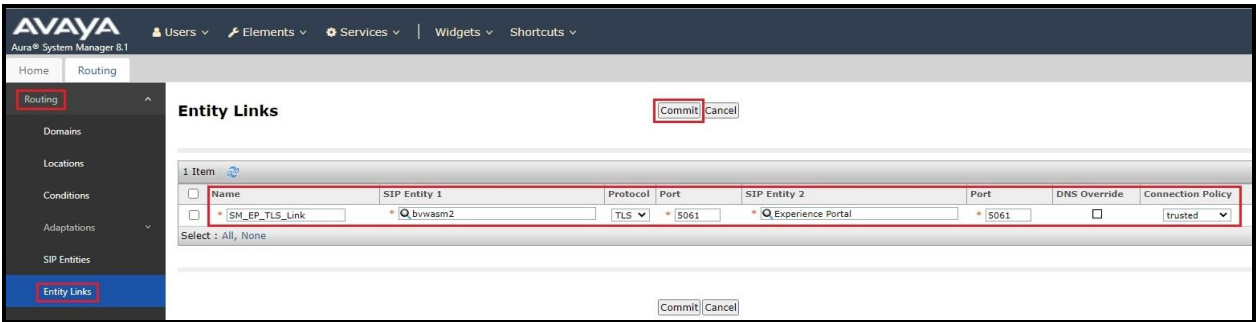 AVAYA
Aura® System Manager 8.1
Users Elements Services | Widgets Shortcuts
Home Routing
Routing
Domains
Locations
Conditions
Adaptations
SIP Entities
Entity Links
Entity Links
Commit Cancel
1 Item
Name SIP Entity 1 Protocol Port SIP Entity 2 Port DNS Override Connection Policy
* SM_EP_TLS_Link * bvwasm2 TLS * 5061 * Experience Portal * 5061 trusted
Select : All, None
Commit Cancel